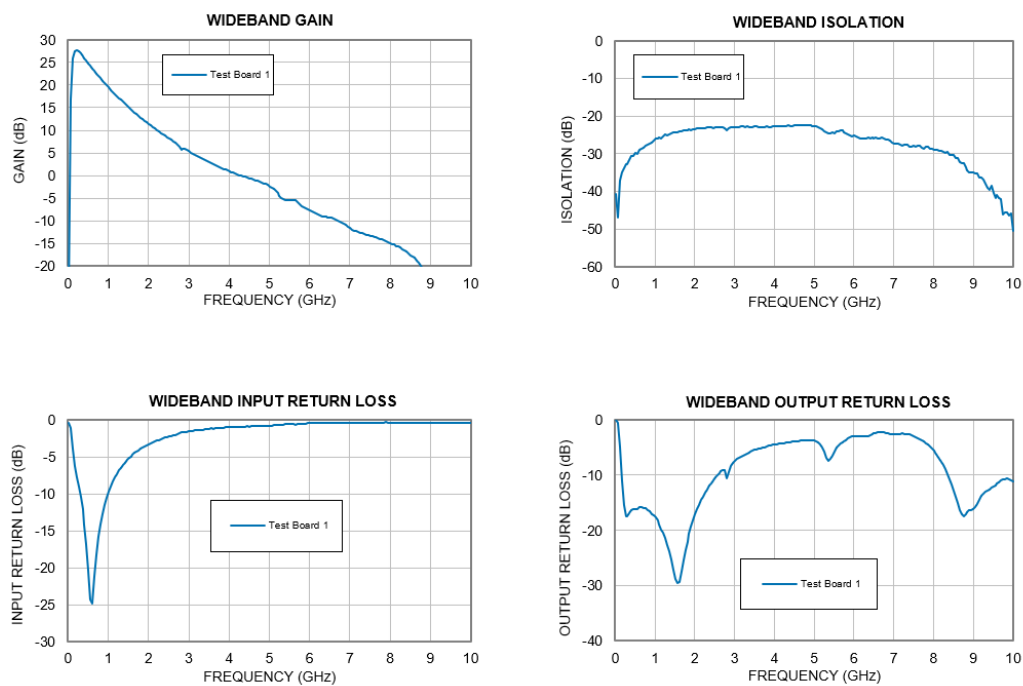 WIDEBAND GAIN
30
25
20
15
10
5
0
-5
-10
-15
-20
GAIN (dB)
Test Board 1
0 1 2 3 4 5 6 7 8 9 10
FREQUENCY (GHz)
WIDEBAND ISOLATION
0
-10
-20
-30
-40
-50
-60
ISOLATION (dB)
Test Board 1
0 1 2 3 4 5 6 7 8 9 10
FREQUENCY (GHz)
WIDEBAND INPUT RETURN LOSS
0
-5
-10
-15
-20
-25
-30
INPUT RETURN LOSS (dB)
Test Board 1
0 1 2 3 4 5 6 7 8 9 10
FREQUENCY (GHz)
WIDEBAND OUTPUT RETURN LOSS
0
-10
-20
-30
-40
OUTPUT RETURN LOSS (dB)
Test Board 1
0 1 2 3 4 5 6 7 8 9 10
FREQUENCY (GHz)